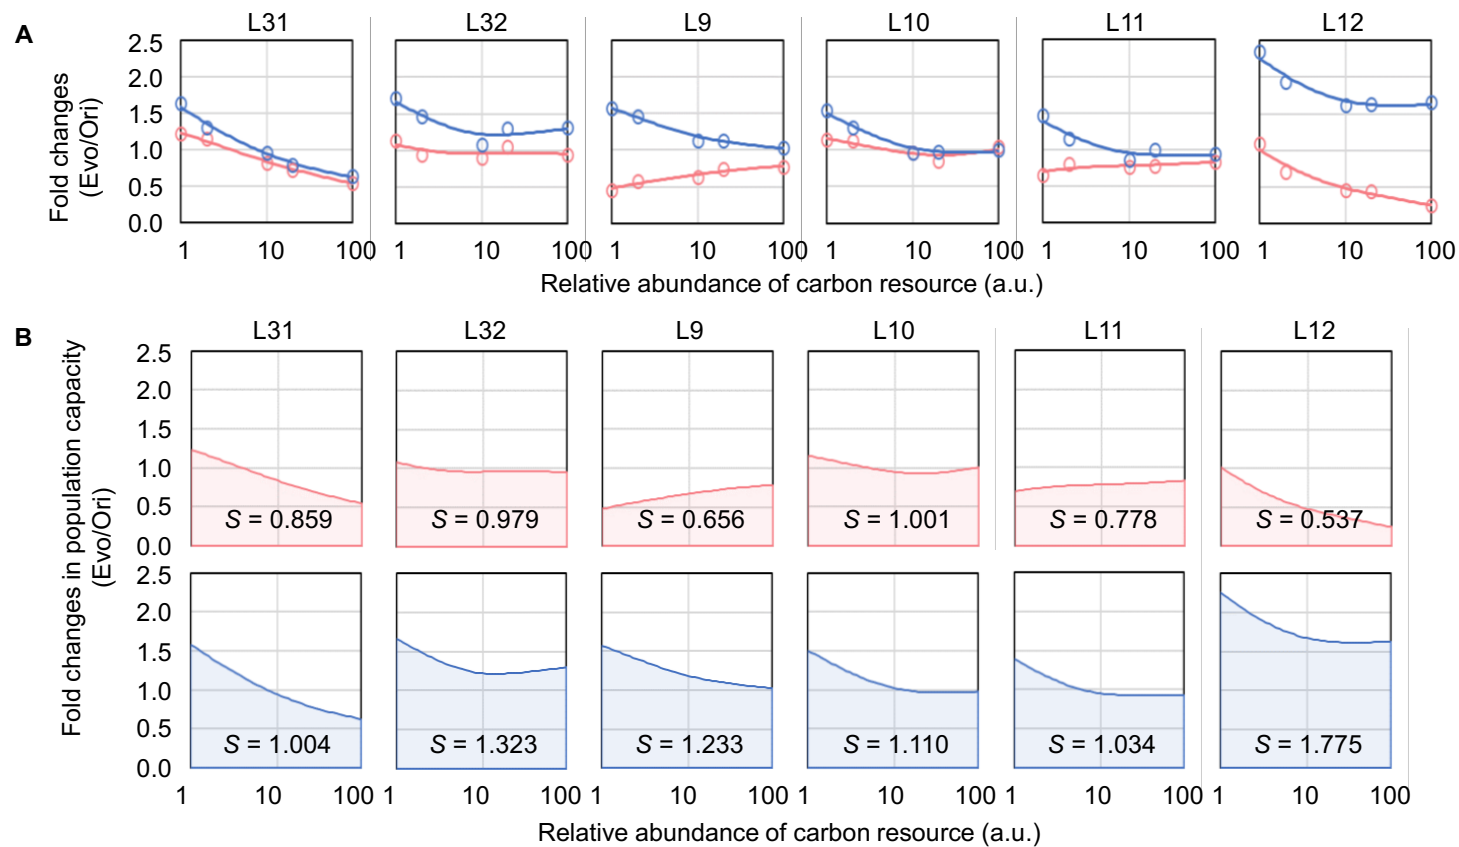 A
L31 L32 L9 L10 L11 L12
Fold changes
(Evo/Ori)
2.5
2.0
1.5
1.0
0.5
0.0
1 10 100 1 10 100 1 10 100 1 10 100 1 10 100 1 10 100
Relative abundance of carbon resource (a.u.)
B
L31 L32 L9 L10 L11 L12
Fold changes in population capacity
(Evo/Ori)
2.5
2.0
1.5
1.0
0.5
0.0
S = 0.859 S = 0.979 S = 0.656 S = 1.001 S = 0.778 S = 0.537
2.5
2.0
1.5
1.0
0.5
0.0
S = 1.004 S = 1.323 S = 1.233 S = 1.110 S = 1.034 S = 1.775
1 10 100 1 10 100 1 10 100 1 10 100 1 10 100 1 10 100
Relative abundance of carbon resource (a.u.)